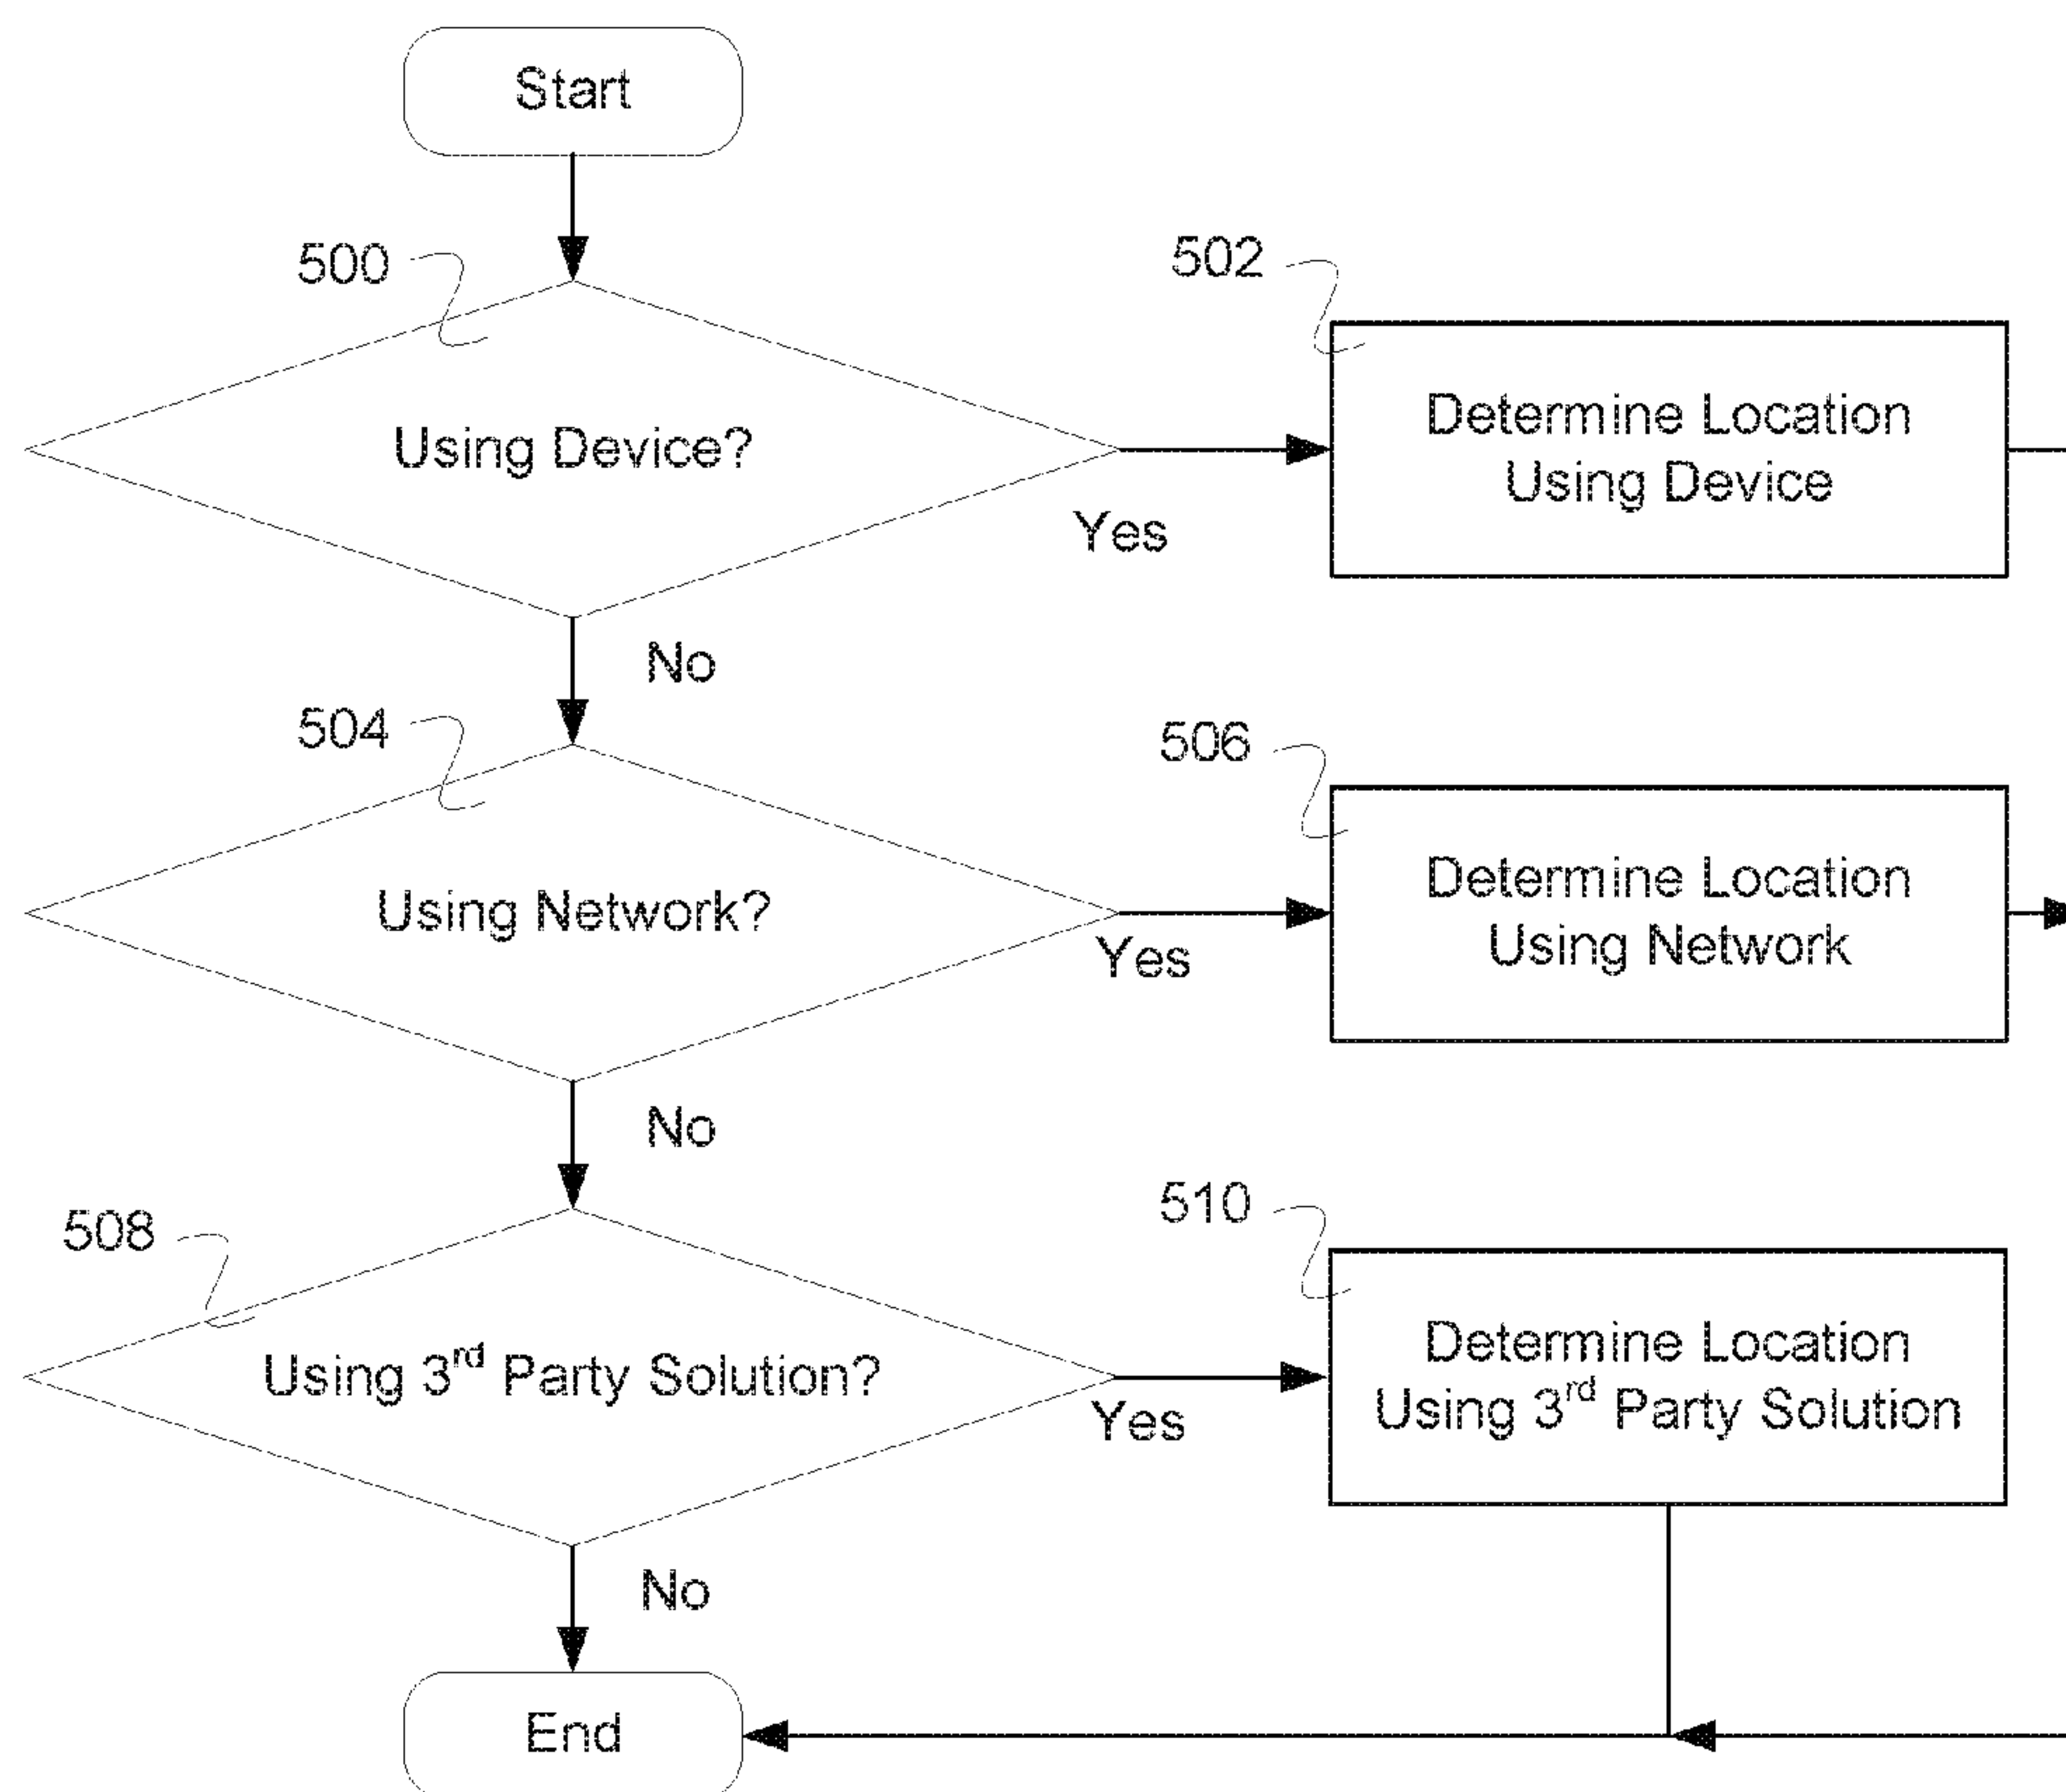 Start
500
502
Using Device?
Determine Location
Using Device
Yes
No
504
506
Using Network?
Determine Location
Using Network
Yes
No
508
510
Using 3rd Party Solution?
Determine Location
Using 3rd Party Solution
Yes
No
End